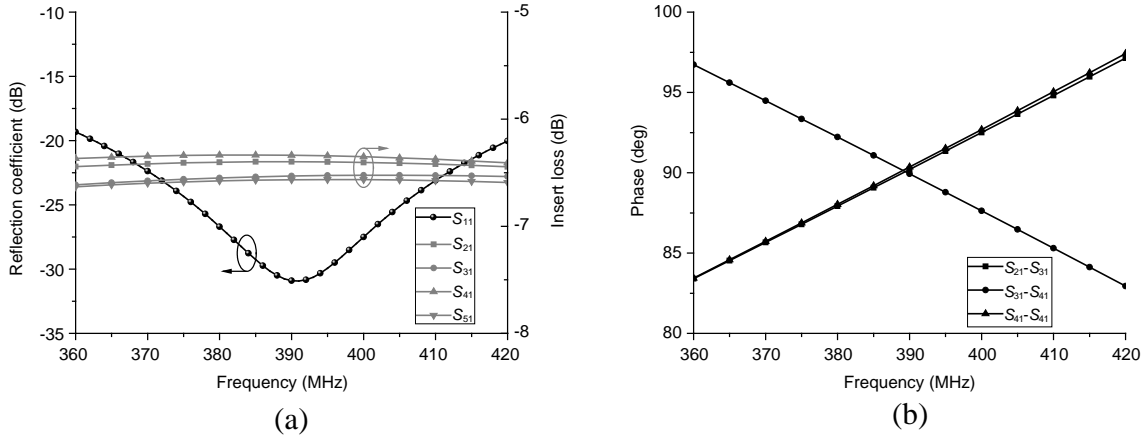 -10
-15
-20
-25
-30
-35
Reflection coefficient (dB)
-5
-6
-7
-8
Insert loss (dB)
S11
S21
S31
S41
S51
360 370 380 390 400 410 420
Frequency (MHz)
(a)
100
95
90
85
80
Phase (deg)
S21-S31
S31-S41
S41-S41
360 370 380 390 400 410 420
Frequency (MHz)
(b)